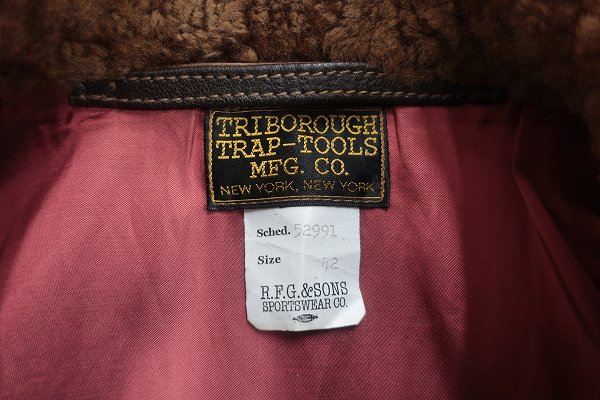 TRIBOROUGH
TRAP-TOOLS
MFG. CO.
NEW YORK, NEW YORK
Sched. 52991
Size 42
R.F.G.&SONS
SPORTSWEAR CO.